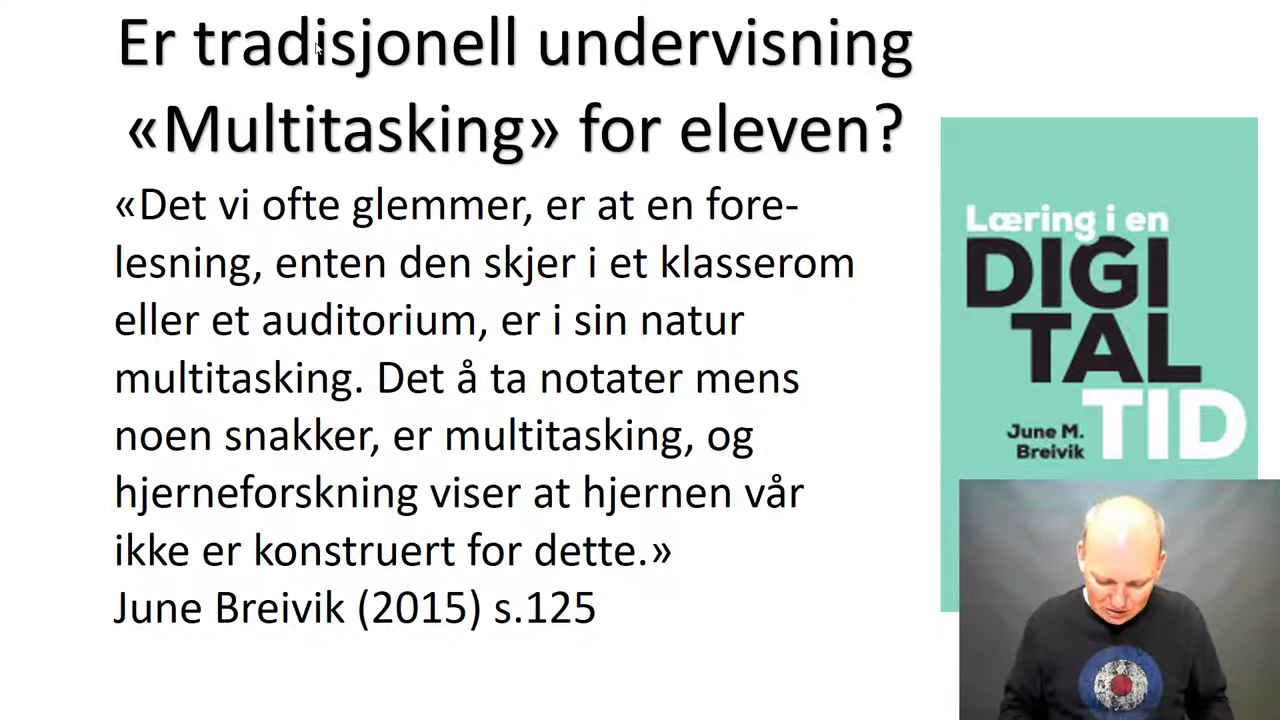 Er tradisjonell undervisning
«Multitasking» for eleven?
«Det vi ofte glemmer, er at en fore-
lesning, enten den skjer i et klasserom
eller et auditorium, er i sin natur
multitasking. Det å ta notater mens
noen snakker, er multitasking, og
hjerneforskning viser at hjernen vår
ikke er konstruert for dette.»
June Breivik (2015) s.125
Læring i en
DIGI
TAL
TID
June M.
Breivik